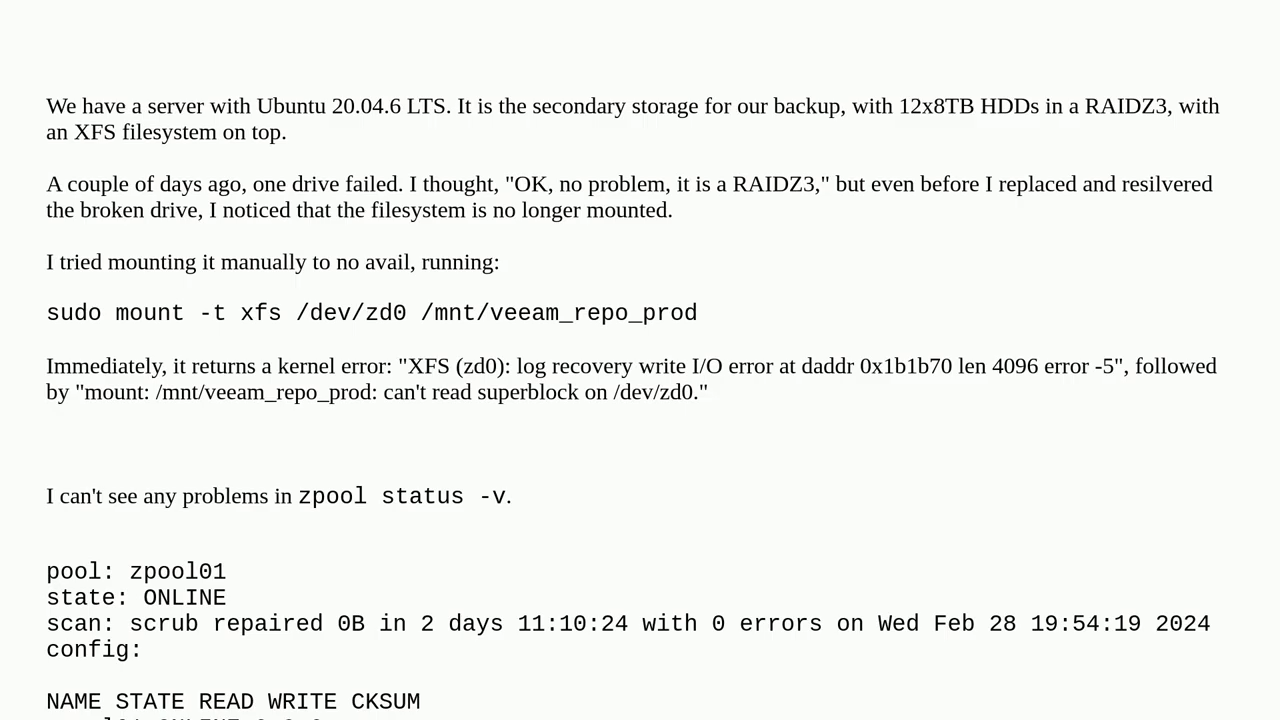 We have a server with Ubuntu 20.04.6 LTS. It is the secondary storage for our backup, with 12x8TB HDDs in a RAIDZ3, with
an XFS filesystem on top.
A couple of days ago, one drive failed. I thought, "OK, no problem, it is a RAIDZ3," but even before I replaced and resilvered
the broken drive, I noticed that the filesystem is no longer mounted.
I tried mounting it manually to no avail, running:
sudo mount -t xfs /dev/zd0 /mnt/veeam_repo_prod
Immediately, it returns a kernel error: "XFS (zd0): log recovery write I/O error at daddr 0x1b1b70 len 4096 error -5", followed
by "mount: /mnt/veeam_repo_prod: can't read superblock on /dev/zd0."
I can't see any problems in zpool status -v.
pool: zpool01
state: ONLINE
scan: scrub repaired 0B in 2 days 11:10:24 with 0 errors on Wed Feb 28 19:54:19 2024
config:
NAME STATE READ WRITE CKSUM